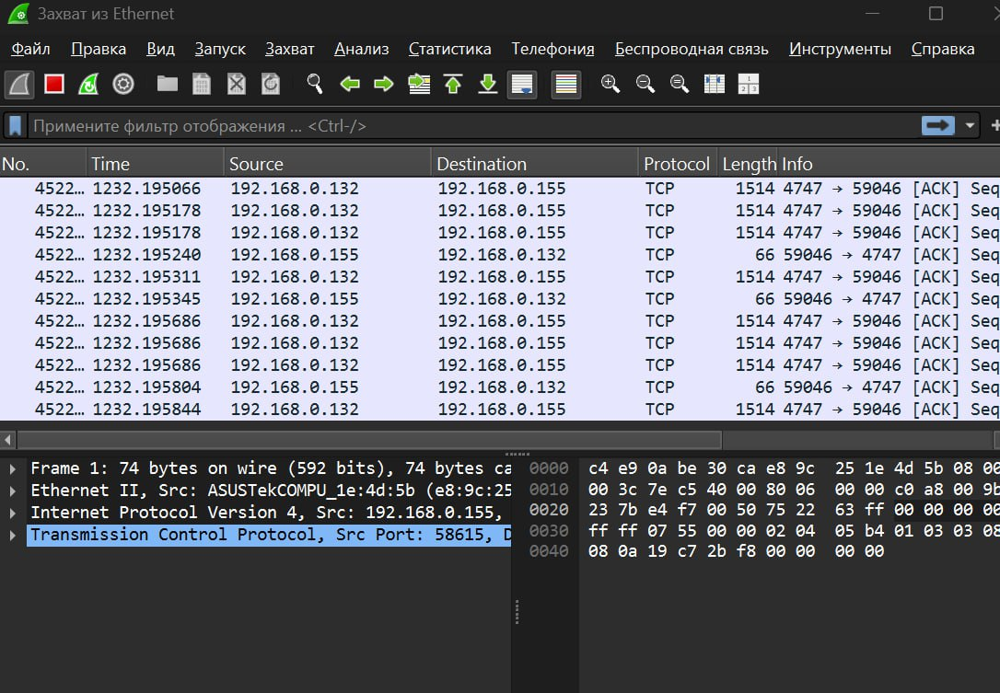 Захват из Ethernet
Файл Правка Вид Запуск Захват Анализ Статистика Телефония Беспроводная связь Инструменты Справка
Примените фильтр отображения … <Ctrl-/>
No. Time Source Destination Protocol Length Info
4522… 1232.195066 192.168.0.132 192.168.0.155 TCP 1514 4747 → 59046 [ACK] Seq
4522… 1232.195178 192.168.0.132 192.168.0.155 TCP 1514 4747 → 59046 [ACK] Seq
4522… 1232.195178 192.168.0.132 192.168.0.155 TCP 1514 4747 → 59046 [ACK] Seq
4522… 1232.195240 192.168.0.155 192.168.0.132 TCP 66 59046 → 4747 [ACK] Seq
4522… 1232.195311 192.168.0.132 192.168.0.155 TCP 1514 4747 → 59046 [ACK] Seq
4522… 1232.195345 192.168.0.155 192.168.0.132 TCP 66 59046 → 4747 [ACK] Seq
4522… 1232.195686 192.168.0.132 192.168.0.155 TCP 1514 4747 → 59046 [ACK] Seq
4522… 1232.195686 192.168.0.132 192.168.0.155 TCP 1514 4747 → 59046 [ACK] Seq
4522… 1232.195686 192.168.0.132 192.168.0.155 TCP 1514 4747 → 59046 [ACK] Seq
4522… 1232.195804 192.168.0.155 192.168.0.132 TCP 66 59046 → 4747 [ACK] Seq
4522… 1232.195844 192.168.0.132 192.168.0.155 TCP 1514 4747 → 59046 [ACK] Seq
Frame 1: 74 bytes on wire (592 bits), 74 bytes ca
Ethernet II, Src: ASUSTekCOMPU_1e:4d:5b (e8:9c:25
Internet Protocol Version 4, Src: 192.168.0.155,
Transmission Control Protocol, Src Port: 58615, D
0000 c4 e9 0a be 30 ca e8 9c 25 1e 4d 5b 08 00
0010 00 3c 7e c5 40 00 80 06 00 00 c0 a8 00 9b
0020 23 7b e4 f7 00 50 75 22 63 ff 00 00 00 00
0030 ff ff 07 55 00 00 02 04 05 b4 01 03 03 08
0040 08 0a 19 c7 2b f8 00 00 00 00